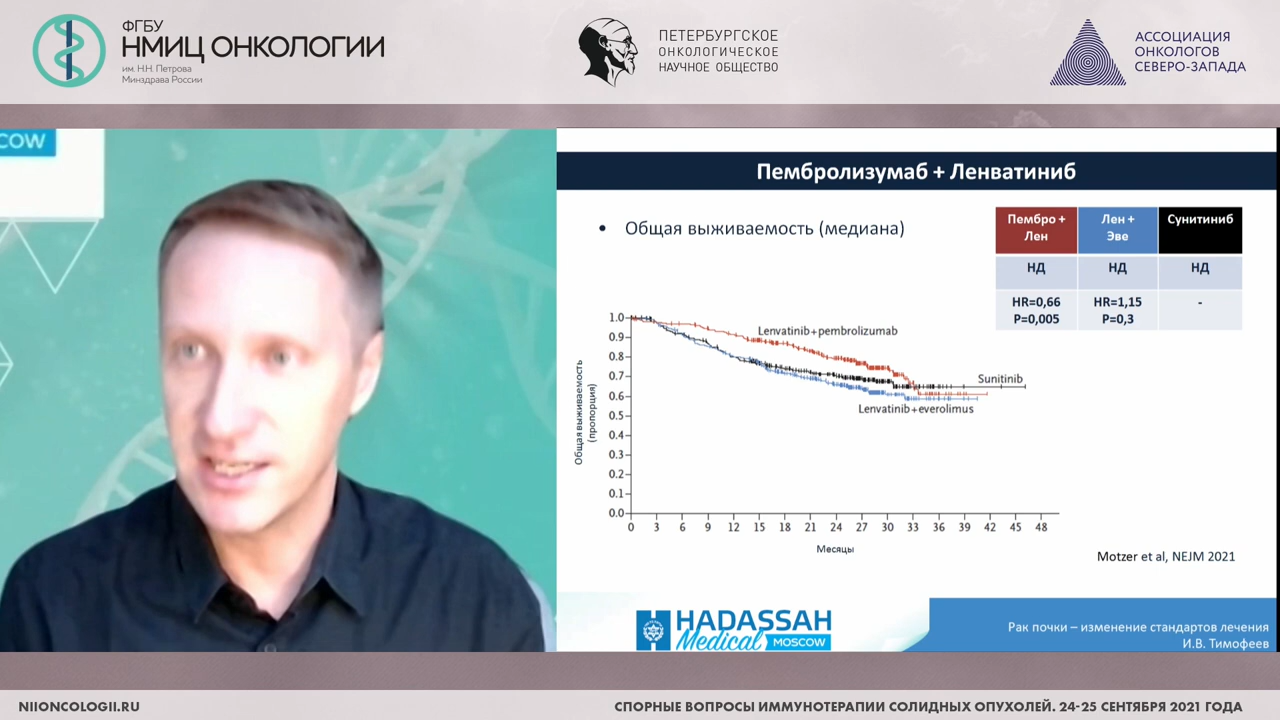 ФГБУ
НМИЦ ОНКОЛОГИИ
им. Н.Н. Петрова
Минздрава России
ПЕТЕРБУРГСКОЕ
ОНКОЛОГИЧЕСКОЕ
НАУЧНОЕ ОБЩЕСТВО
АССОЦИАЦИЯ
ОНКОЛОГОВ
СЕВЕРО-ЗАПАДА
COW
Пембролизумаб + Ленватиниб
• Общая выживаемость (медиана)
Пембро + Лен
Лен + Эве
Сунитиниб
НД НД НД
HR=0,66 HR=1,15 -
P=0,005 P=0,3
Общая выживаемость
(пропорция)
1.0
0.9
0.8
0.7
0.6
0.5
0.4
0.3
0.2
0.1
0.0
Lenvatinib+pembrolizumab
Sunitinib
Lenvatinib+everolimus
0 3 6 9 12 15 18 21 24 27 30 33 36 39 42 45 48
Месяцы
Motzer et al, NEJM 2021
HADASSAH
Medical MOSCOW
Рак почки – изменение стандартов лечения
И.В. Тимофеев
NIIONCOLOGII.RU
СПОРНЫЕ ВОПРОСЫ ИММУНОТЕРАПИИ СОЛИДНЫХ ОПУХОЛЕЙ. 24-25 СЕНТЯБРЯ 2021 ГОДА